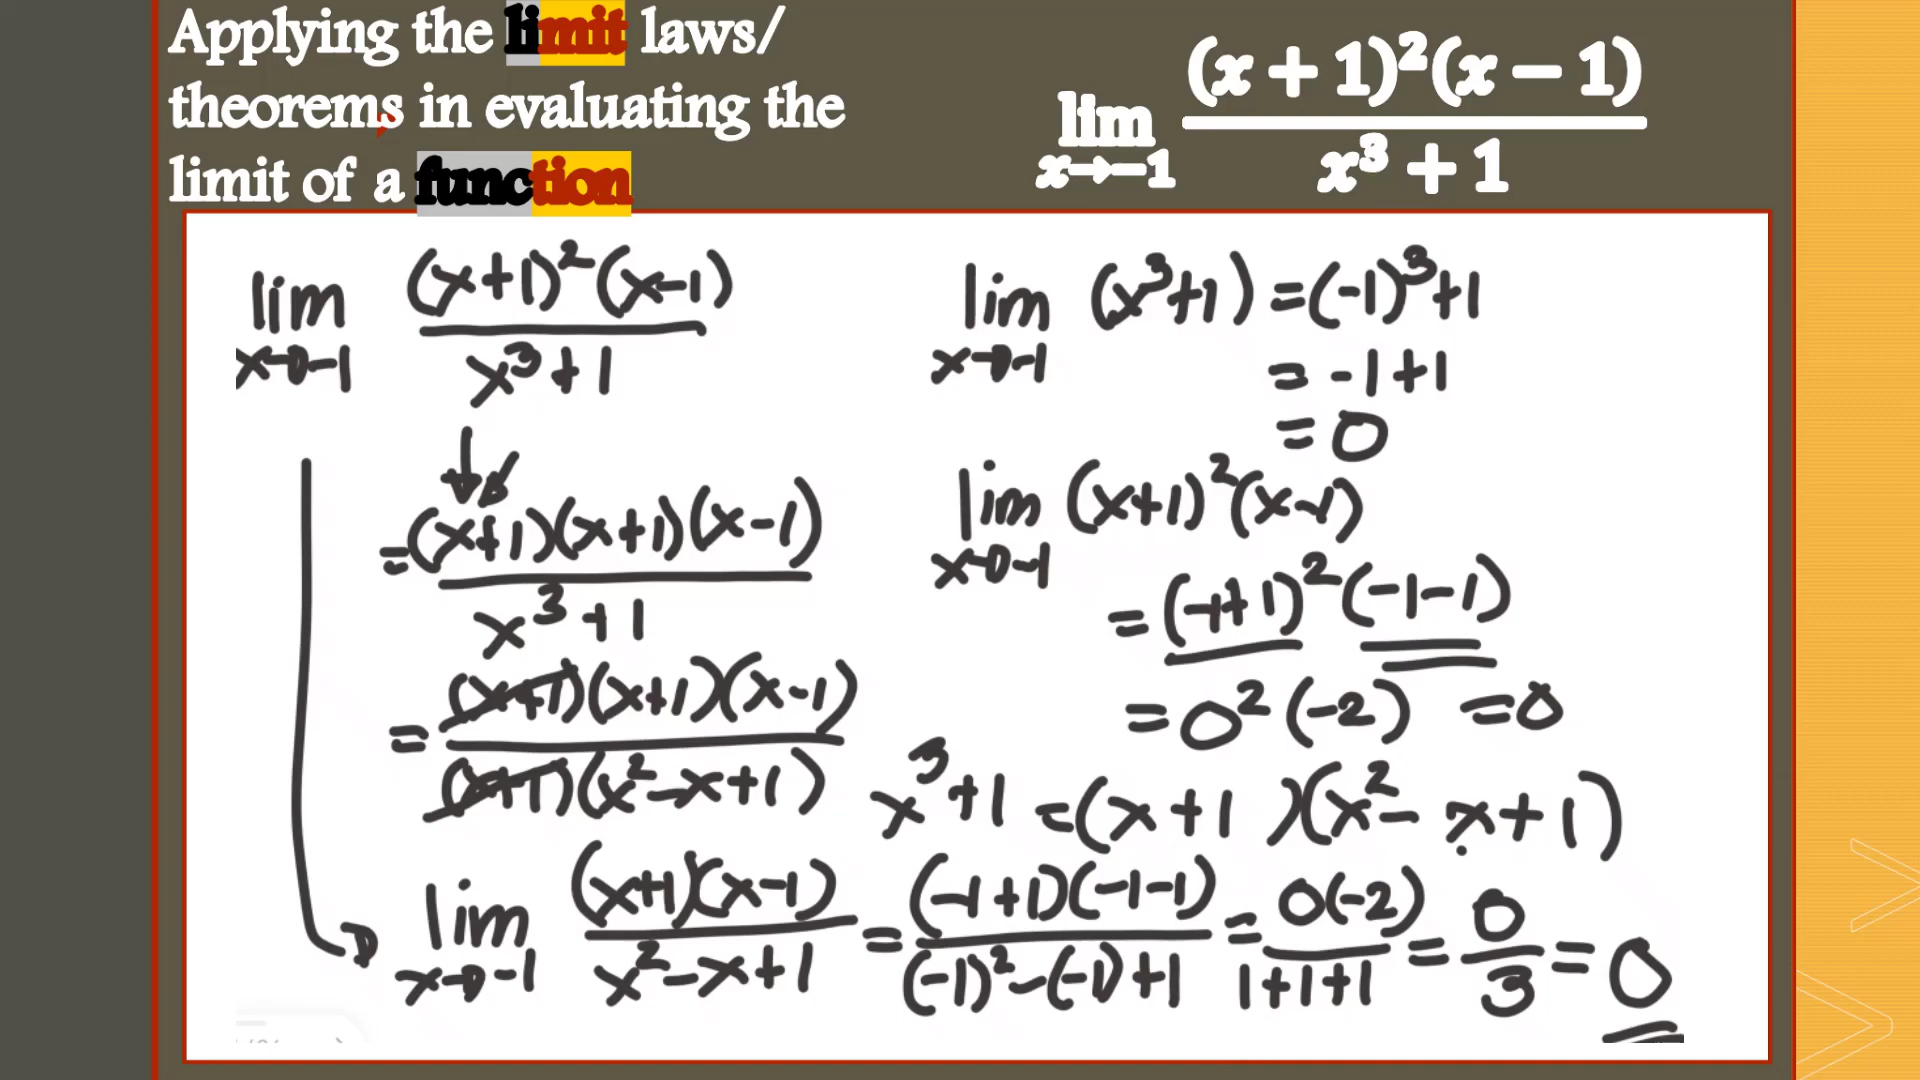 Applying the limit laws/
theorems in evaluating the
limit of a function
lim x→-1 (x + 1)²(x − 1) / x³ + 1
lim x→-1 (x+1)²(x-1) / x³+1
= (x+1)(x+1)(x-1) / x³+1
= (x+1)(x+1)(x-1) / (x+1)(x²-x+1)
lim x→-1 (x³+1) = (-1)³+1
= -1+1
= 0
lim x→-1 (x+1)²(x-1)
= (-1+1)²(-1-1)
= 0²(-2) = 0
x³+1 = (x+1)(x²-x+1)
lim x→-1 (x+1)(x-1) / x²-x+1 = (-1+1)(-1-1) / (-1)²-(-1)+1 = 0(-2) / 1+1+1 = 0/3 = 0